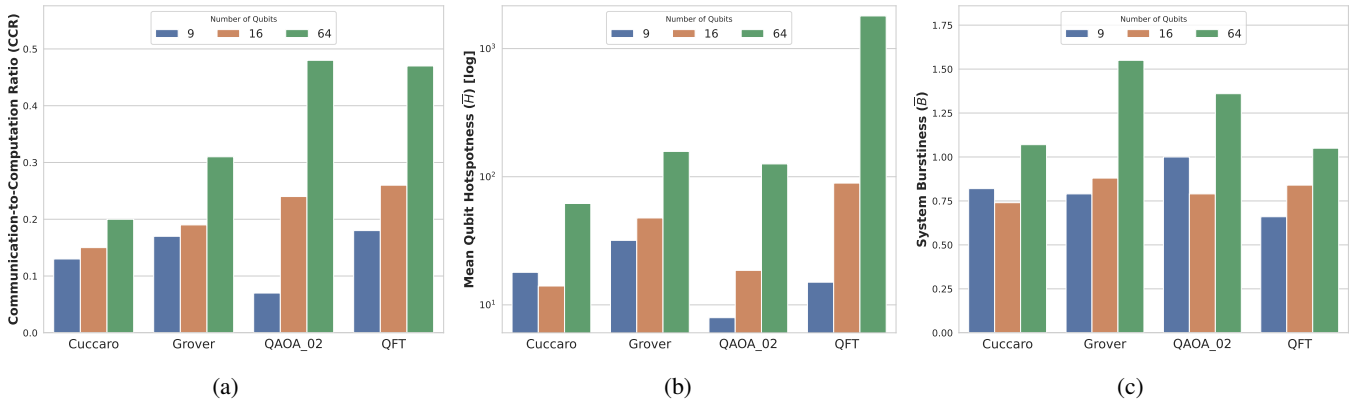 Communication-to-Computation Ratio (CCR)
0.5
0.4
0.3
0.2
0.1
0.0
Number of Qubits
9 16 64
Cuccaro Grover QAOA_02 QFT
(a)
Mean Qubit Hotspotness (H̅) [log]
10³
10²
10¹
Number of Qubits
9 16 64
Cuccaro Grover QAOA_02 QFT
(b)
System Burstiness (B̅)
1.75
1.50
1.25
1.00
0.75
0.50
0.25
0.00
Number of Qubits
9 16 64
Cuccaro Grover QAOA_02 QFT
(c)